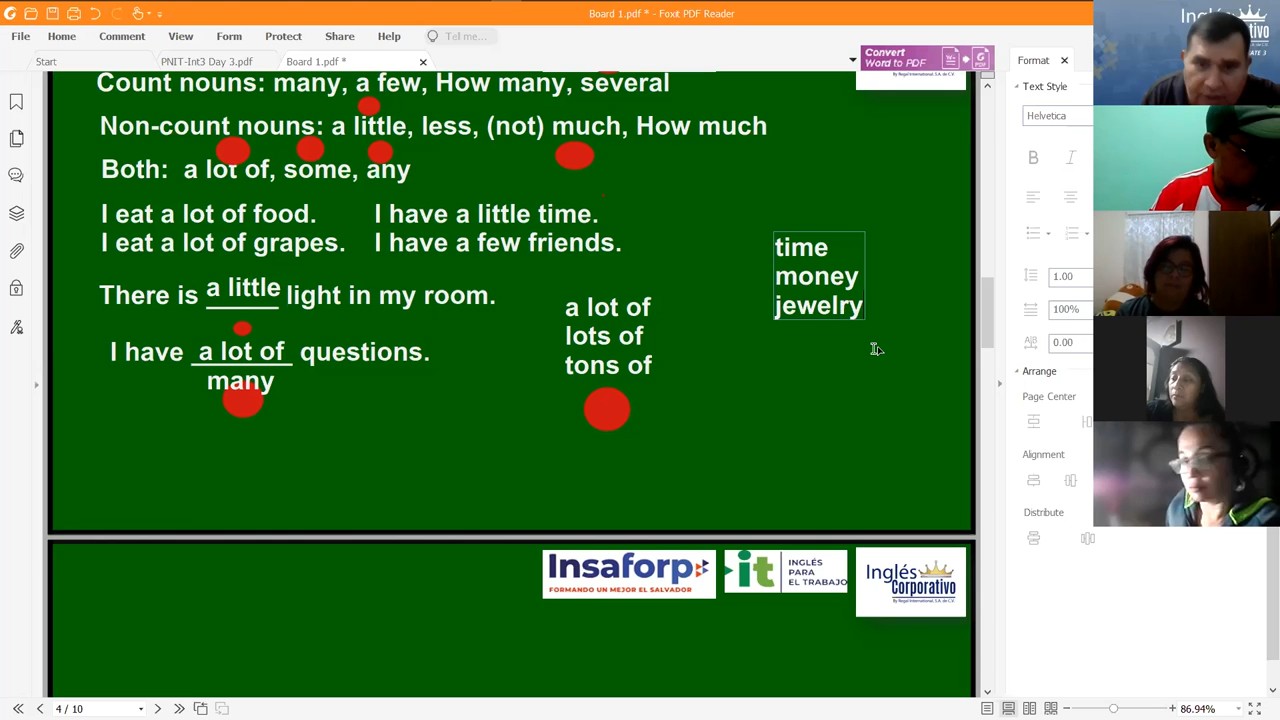 Board 1.pdf * - Foxit PDF Reader
File Home Comment View Form Protect Share Help Tell me...
Convert
Word to PDF
Start PNIT-Int3 Day 3.pdf Board 1.pdf *
Count nouns: many, a few, How many, several
Non-count nouns: a little, less, (not) much, How much
Both: a lot of, some, any
I eat a lot of food. I have a little time.
I eat a lot of grapes. I have a few friends.
There is a little light in my room.
I have a lot of questions.
many
a lot of
lots of
tons of
time
money
jewelry
Insaforp
FORMANDO UN MEJOR EL SALVADOR
it
INGLÉS
PARA
EL TRABAJO
Inglés
Corporativo
By Regal International, S.A. de C.V.
Format
Text Style
Helvetica
B I
1.00
100%
0.00
Arrange
Page Center
Alignment
Distribute
4 / 10
86.94%